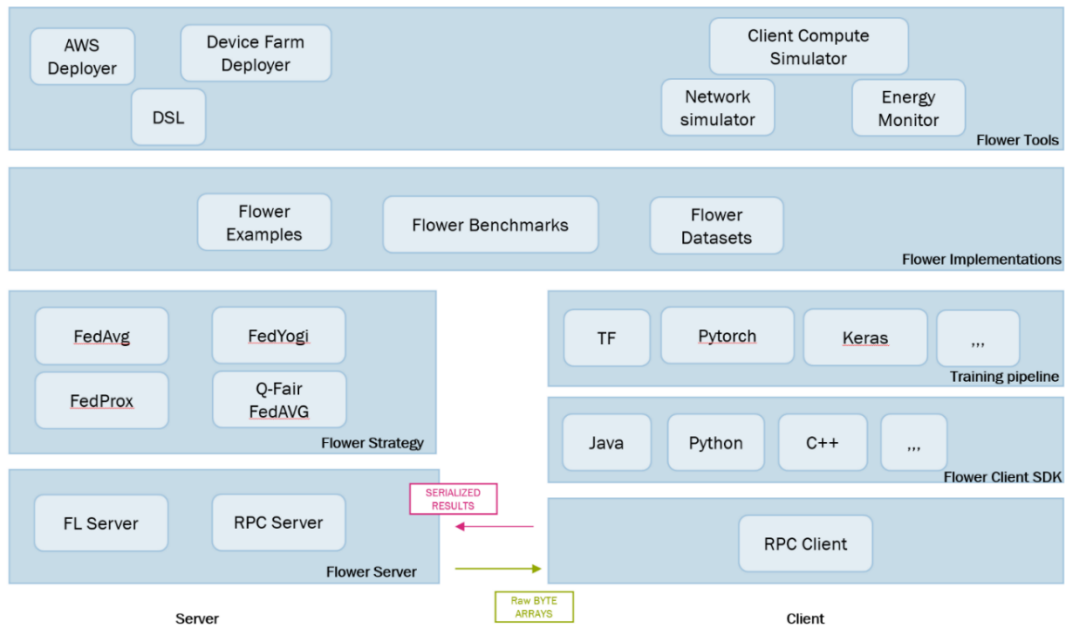 AWS
Deployer
Device Farm
Deployer
DSL
Client Compute
Simulator
Network
simulator
Energy
Monitor
Flower Tools
Flower
Examples
Flower Benchmarks
Flower
Datasets
Flower Implementations
FedAvg
FedYogi
FedProx
Q-Fair
FedAVG
Flower Strategy
TF
Pytorch
Keras
,,,
Training pipeline
Java
Python
C++
,,,
Flower Client SDK
FL Server
RPC Server
Flower Server
SERIALIZED
RESULTS
RPC Client
Raw BYTE
ARRAYS
Server
Client